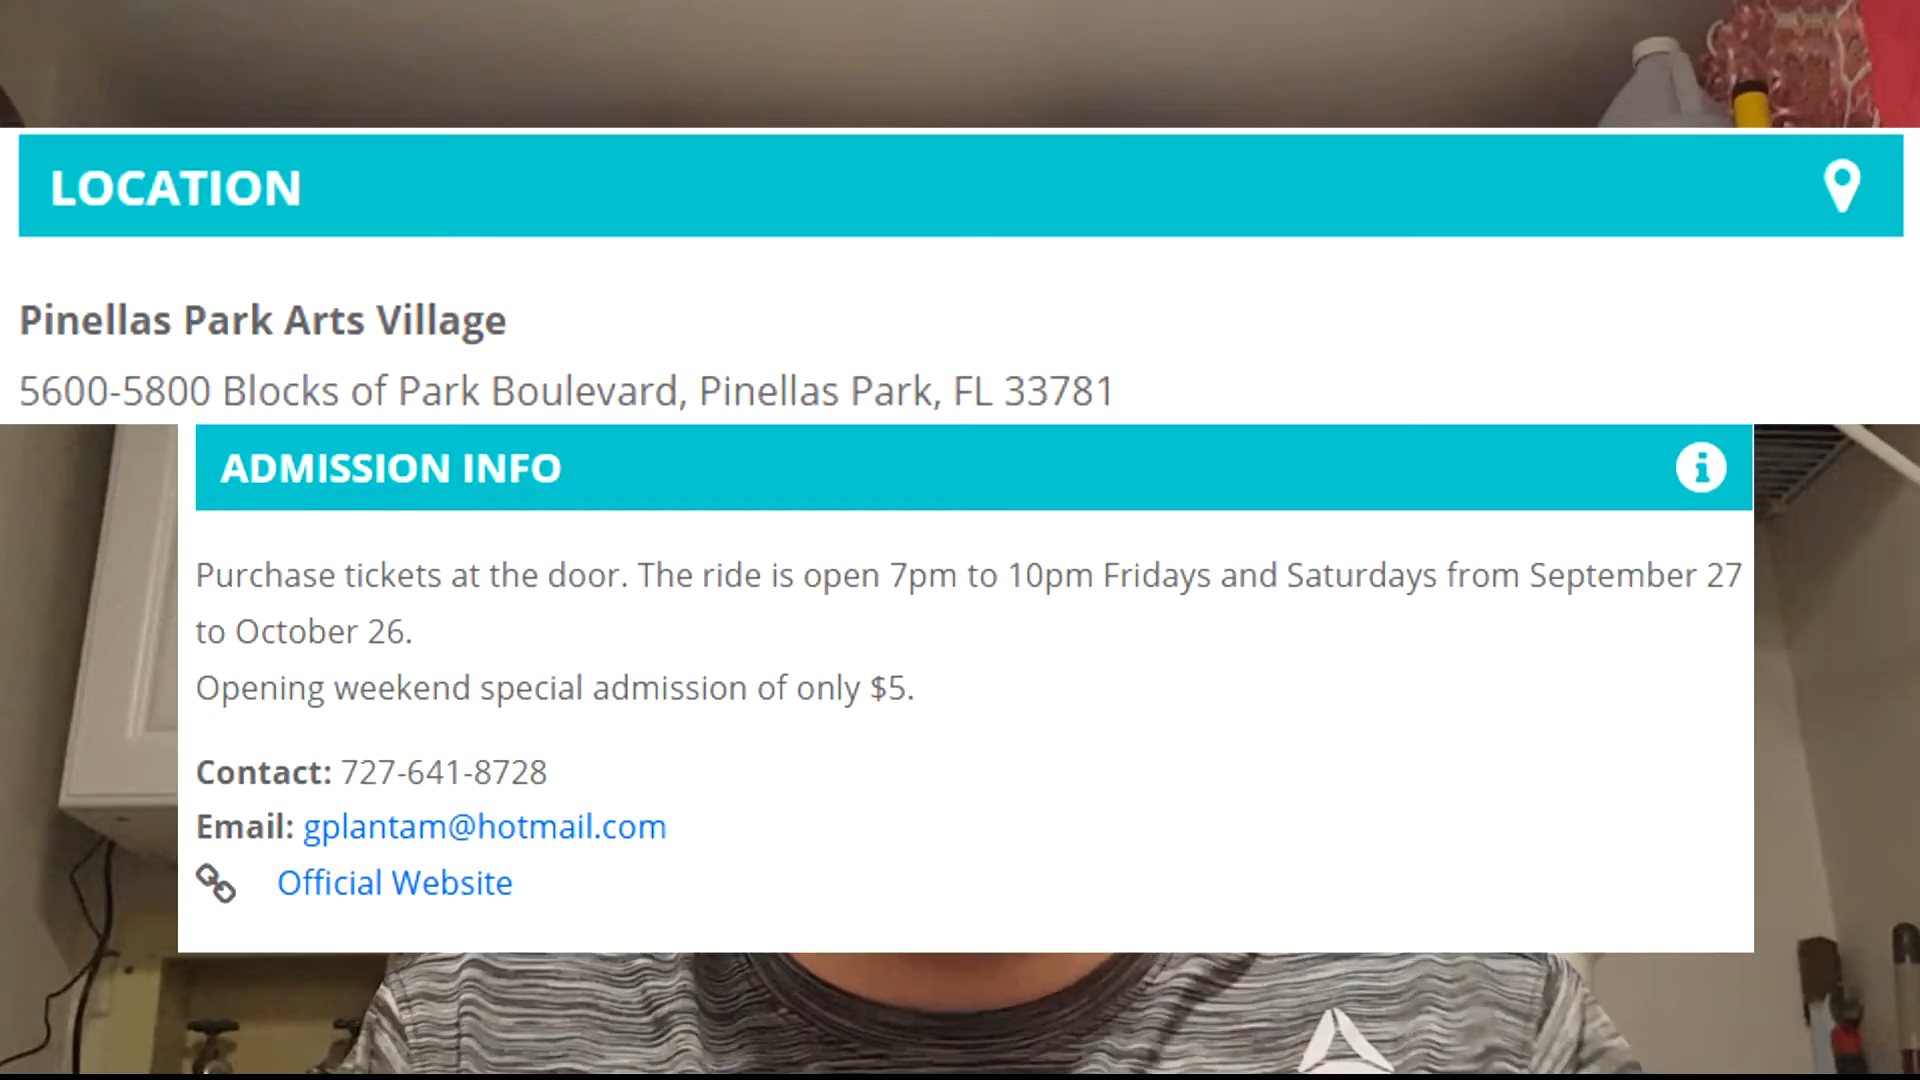 LOCATION
Pinellas Park Arts Village
5600-5800 Blocks of Park Boulevard, Pinellas Park, FL 33781
ADMISSION INFO
Purchase tickets at the door. The ride is open 7pm to 10pm Fridays and Saturdays from September 27
to October 26.
Opening weekend special admission of only $5.
Contact: 727-641-8728
Email: gplantam@hotmail.com
Official Website